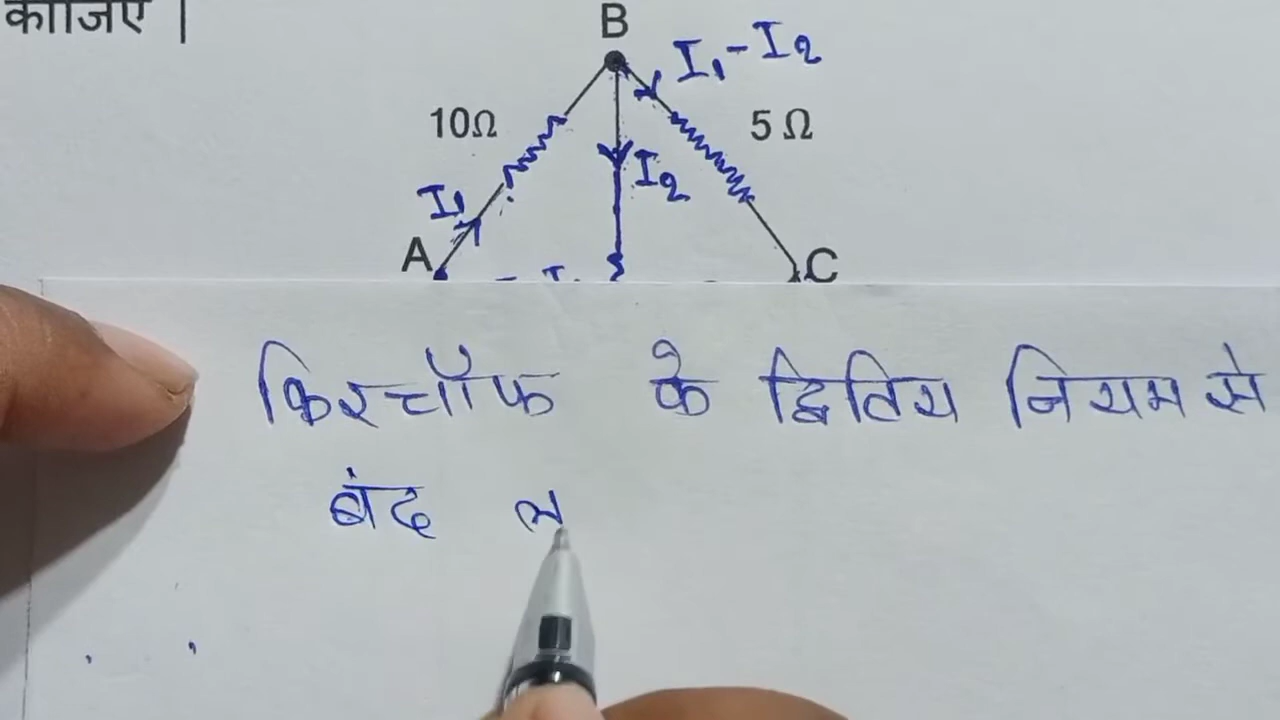 कीजिए |
B
I₁-I₂
10Ω
5 Ω
I₂
I₁
A
C
किरचॉफ के द्वितिय नियम से
बंद